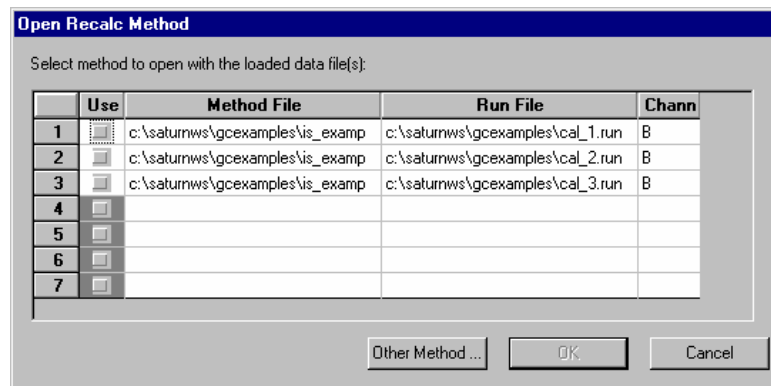 Open Recalc Method
Select method to open with the loaded data file(s):
Use Method File Run File Chann
1 c:\saturnws\gcexamples\is_examp c:\saturnws\gcexamples\cal_1.run B
2 c:\saturnws\gcexamples\is_examp c:\saturnws\gcexamples\cal_2.run B
3 c:\saturnws\gcexamples\is_examp c:\saturnws\gcexamples\cal_3.run B
4
5
6
7
Other Method ... OK Cancel